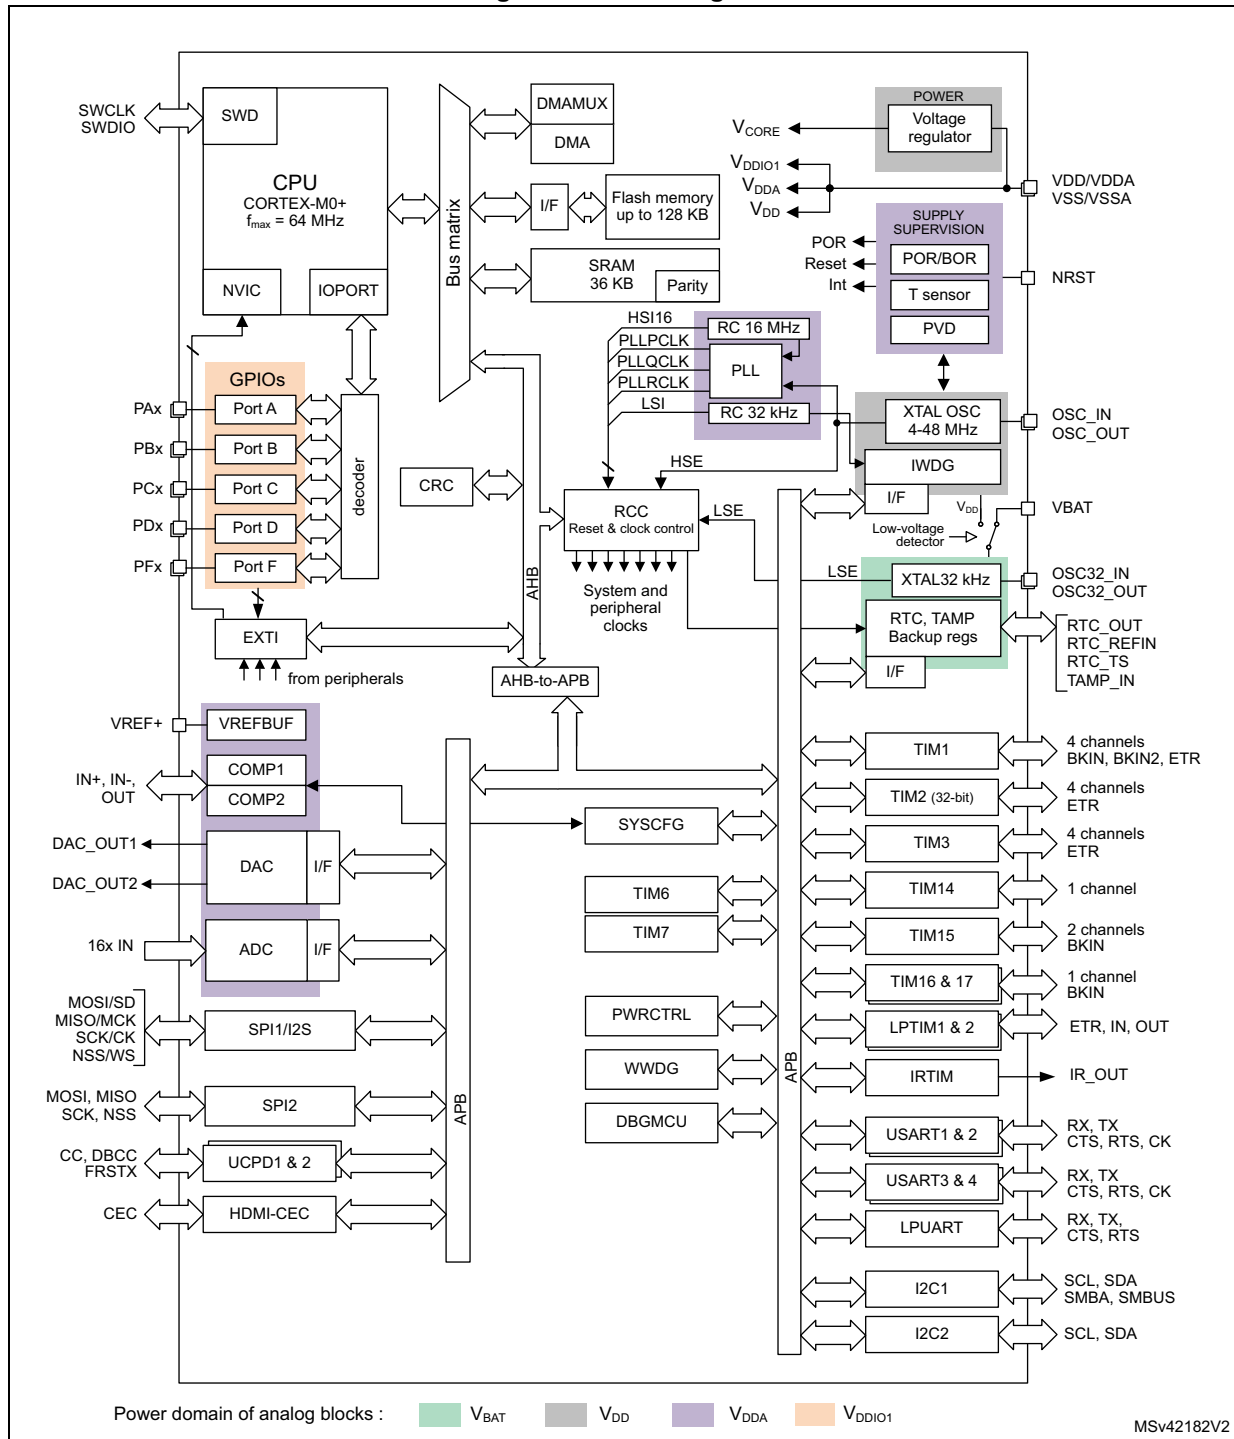 SWCLK
SWDIO
SWD
CPU
CORTEX-M0+
fmax = 64 MHz
NVIC
IOPORT
Bus matrix
DMAMUX
DMA
I/F
Flash memory
up to 128 KB
SRAM
36 KB
Parity
POWER
Voltage
regulator
VCORE
VDDIO1
VDDA
VDD
VDD/VDDA
VSS/VSSA
SUPPLY
SUPERVISION
POR
Reset
Int
POR/BOR
T sensor
PVD
NRST
HSI16
PLLPCLK
PLLQCLK
PLLRCLK
LSI
RC 16 MHz
PLL
RC 32 kHz
XTAL OSC
4-48 MHz
IWDG
I/F
OSC_IN
OSC_OUT
HSE
LSE
VDD
Low-voltage
detector
VBAT
GPIOs
PAx
Port A
PBx
Port B
PCx
Port C
PDx
Port D
PFx
Port F
decoder
CRC
RCC
Reset & clock control
System and
peripheral
clocks
AHB
LSE
XTAL32 kHz
OSC32_IN
OSC32_OUT
RTC, TAMP
Backup regs
I/F
RTC_OUT
RTC_REFIN
RTC_TS
TAMP_IN
EXTI
from peripherals
AHB-to-APB
VREF+
VREFBUF
IN+, IN-,
OUT
COMP1
COMP2
DAC_OUT1
DAC_OUT2
DAC
I/F
16x IN
ADC
I/F
MOSI/SD
MISO/MCK
SCK/CK
NSS/WS
SPI1/I2S
MOSI, MISO
SCK, NSS
SPI2
CC, DBCC
FRSTX
UCPD1 & 2
CEC
HDMI-CEC
APB
SYSCFG
TIM6
TIM7
PWRCTRL
WWDG
DBGMCU
APB
TIM1
4 channels
BKIN, BKIN2, ETR
TIM2 (32-bit)
4 channels
ETR
TIM3
4 channels
ETR
TIM14
1 channel
TIM15
2 channels
BKIN
TIM16 & 17
1 channel
BKIN
LPTIM1 & 2
ETR, IN, OUT
IRTIM
IR_OUT
USART1 & 2
RX, TX
CTS, RTS, CK
USART3 & 4
RX, TX
CTS, RTS, CK
LPUART
RX, TX,
CTS, RTS
I2C1
SCL, SDA
SMBA, SMBUS
I2C2
SCL, SDA
Power domain of analog blocks :
VBAT
VDD
VDDA
VDDIO1
MSv42182V2